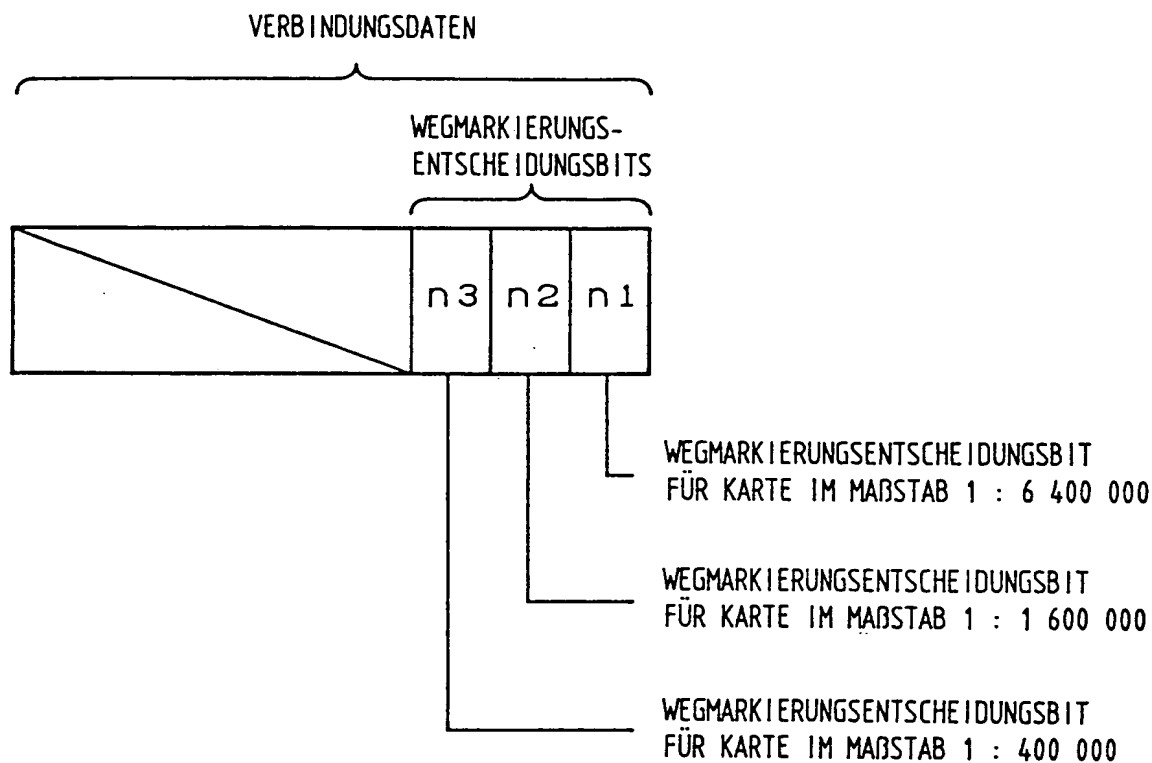 VERBINDUNGSDATEN
WEGMARKIERUNGS-
ENTSCHEIDUNGSBITS
n3 n2 n1
WEGMARKIERUNGSENTSCHEIDUNGSBIT
FÜR KARTE IM MAßSTAB 1 : 6 400 000
WEGMARKIERUNGSENTSCHEIDUNGSBIT
FÜR KARTE IM MAßSTAB 1 : 1 600 000
WEGMARKIERUNGSENTSCHEIDUNGSBIT
FÜR KARTE IM MAßSTAB 1 : 400 000